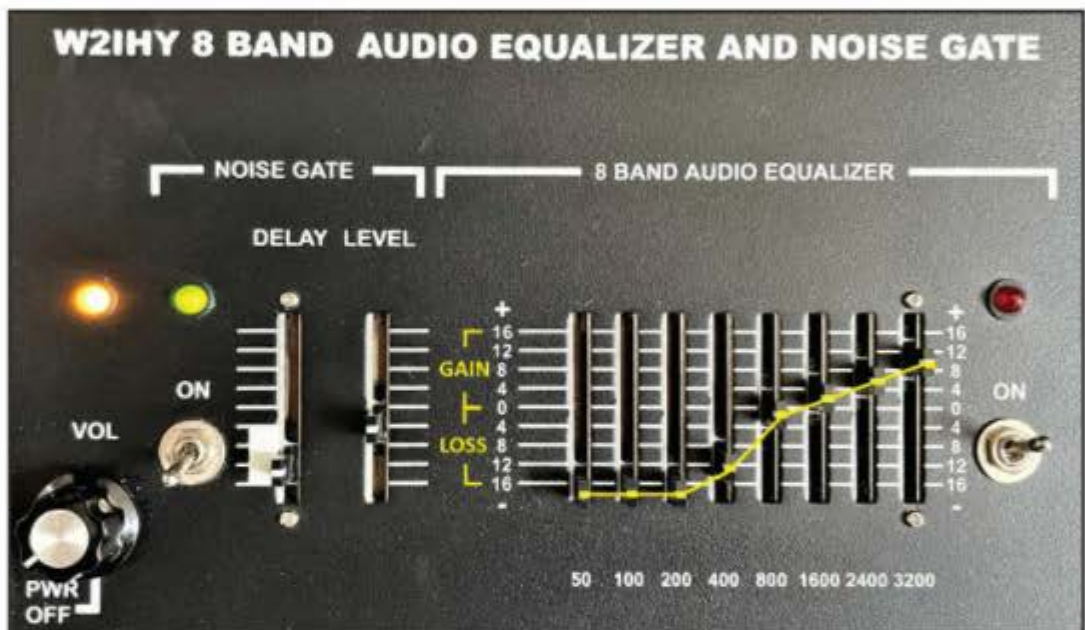 W2IHY 8 BAND AUDIO EQUALIZER AND NOISE GATE
NOISE GATE
8 BAND AUDIO EQUALIZER
DELAY LEVEL
+ +
16 16
12 12
GAIN 8 8
4 4
ON 0 0 ON
VOL 4 4
LOSS 8 8
12 12
16 16
- -
50 100 200 400 800 1600 2400 3200
PWR
OFF